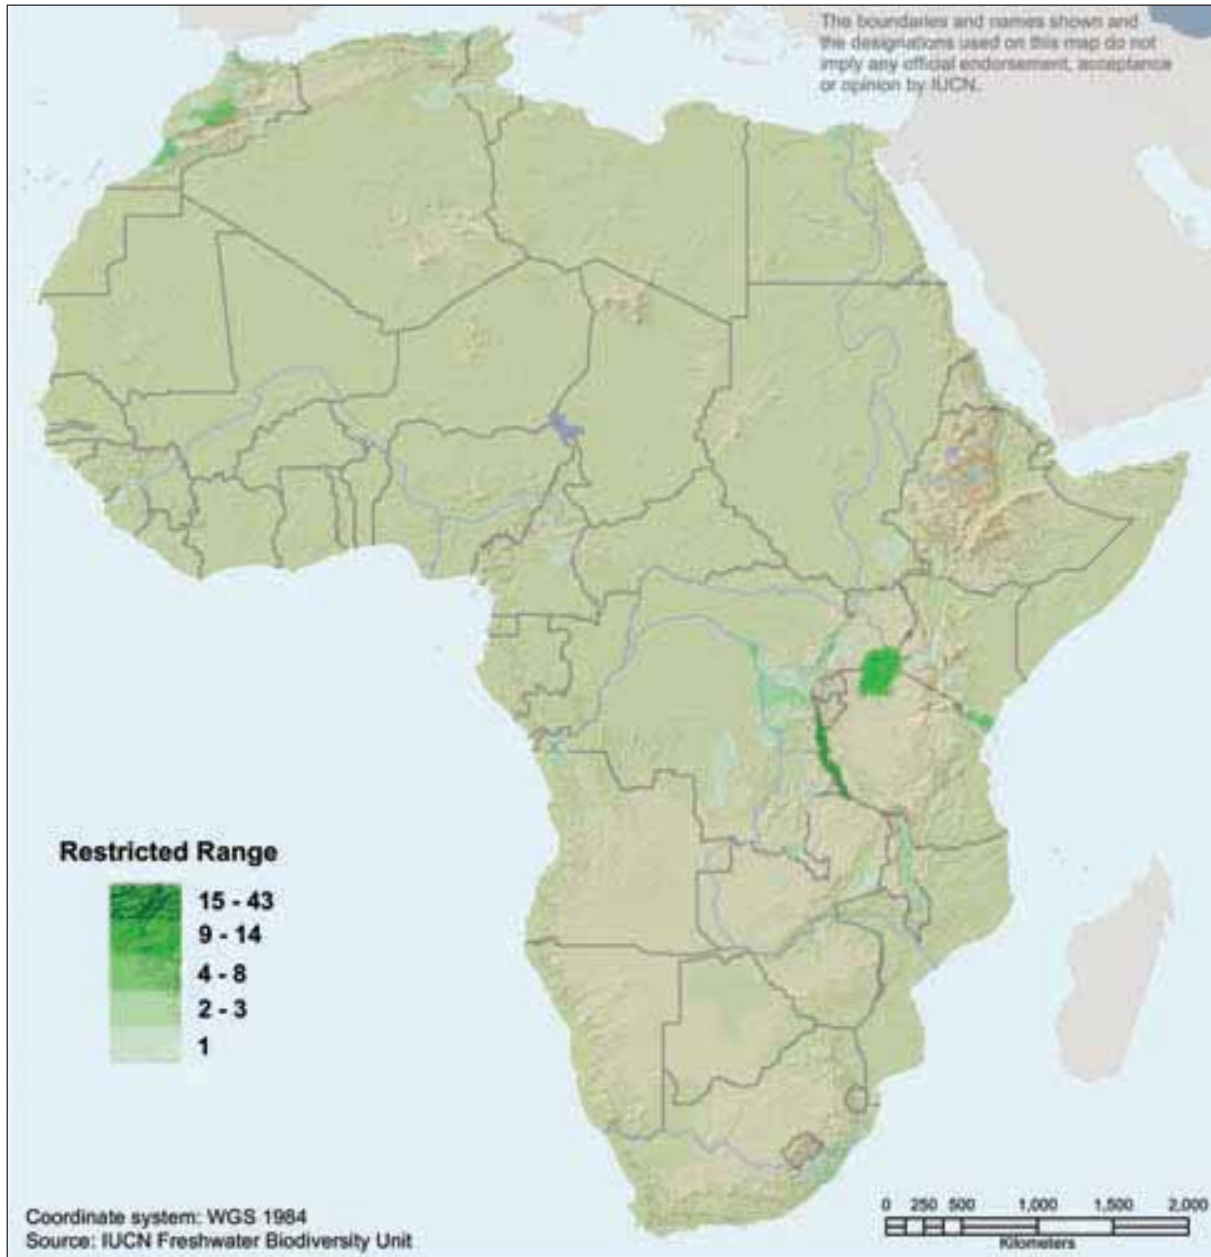 The boundaries and names shown and
the designations used on this map do not
imply any official endorsement, acceptance
or opinion by IUCN.
Restricted Range
15 - 43
9 - 14
4 - 8
2 - 3
1
0 250 500 1,000 1,500 2,000
Kilometers
Coordinate system: WGS 1984
Source: IUCN Freshwater Biodiversity Unit